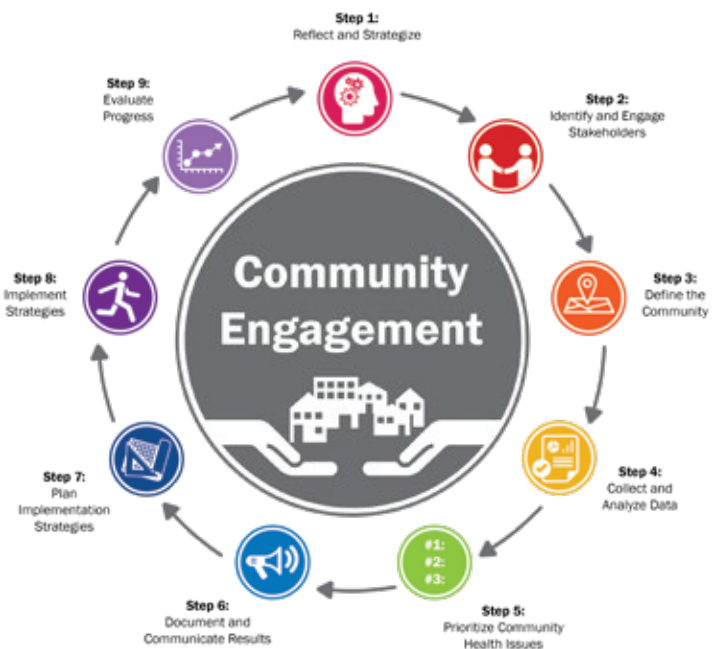 Step 1:
Reflect and Strategize
Step 2:
Identify and Engage
Stakeholders
Step 3:
Define the
Community
Step 4:
Collect and
Analyze Data
#1:
#2:
#3:
Step 5:
Prioritize Community
Health Issues
Step 6:
Document and
Communicate Results
Step 7:
Plan
Implementation
Strategies
Step 8:
Implement
Strategies
Step 9:
Evaluate
Progress
Community
Engagement